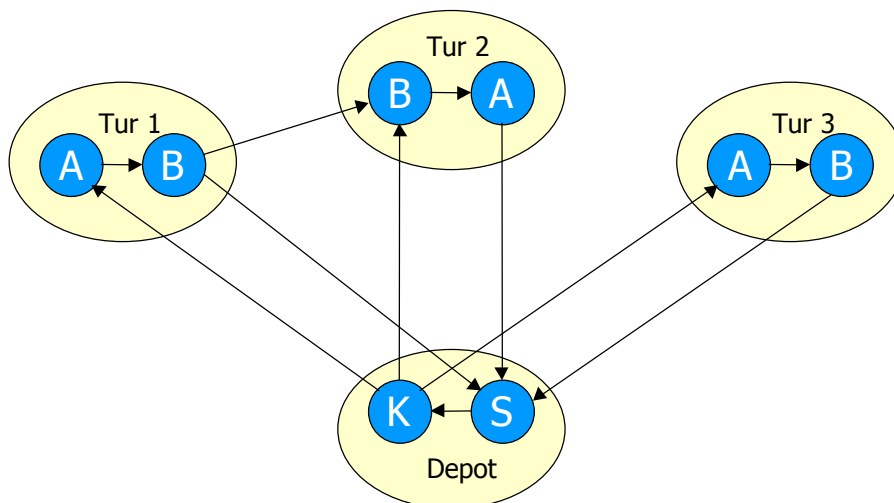 Tur 2
B A
Tur 1
A B
Tur 3
A B
K S
Depot